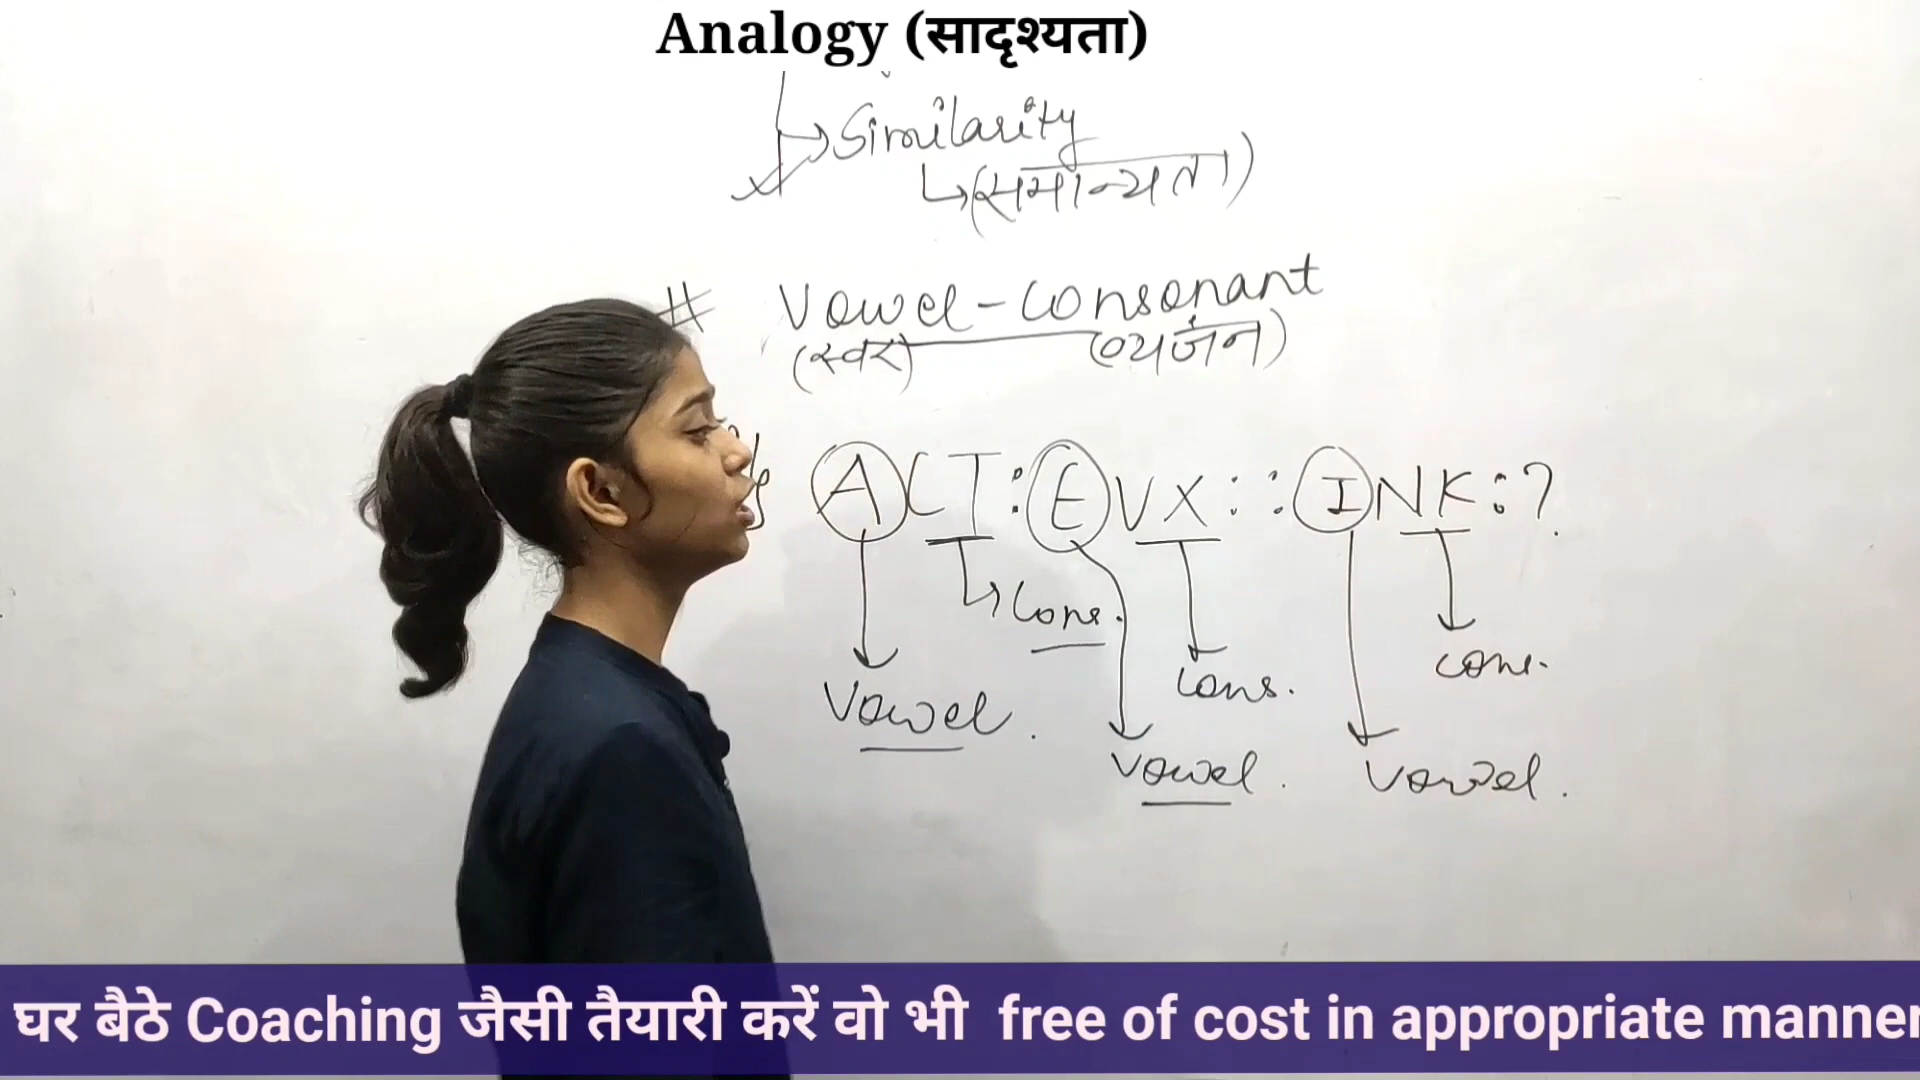 Analogy (सादृश्यता)
Similarity
(समान्यता)
# Vowel - Consonant
(स्वर) (व्यंजन)
ACT : EVX :: INK : ?
Cons.
Cons.
Cons.
Vowel.
Vowel.
Vowel.
घर बैठे Coaching जैसी तैयारी करें वो भी free of cost in appropriate manner